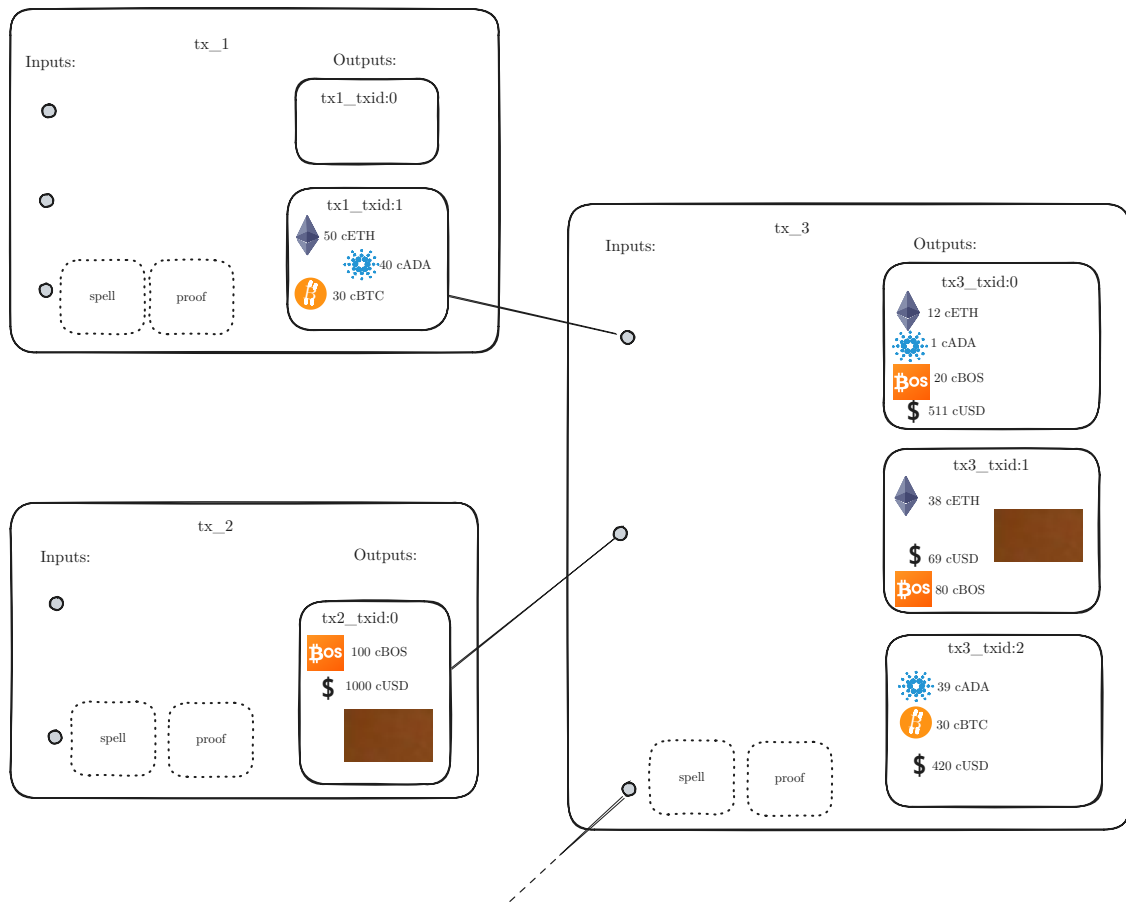 tx_1
Inputs:
Outputs:
tx1_txid:0
tx1_txid:1
50 cETH
40 cADA
30 cBTC
spell
proof
tx_2
Inputs:
Outputs:
tx2_txid:0
BOS
100 cBOS
$
1000 cUSD
spell
proof
tx_3
Inputs:
Outputs:
tx3_txid:0
12 cETH
1 cADA
BOS
20 cBOS
$
511 cUSD
tx3_txid:1
38 cETH
$
69 cUSD
BOS
80 cBOS
tx3_txid:2
39 cADA
30 cBTC
$
420 cUSD
spell
proof